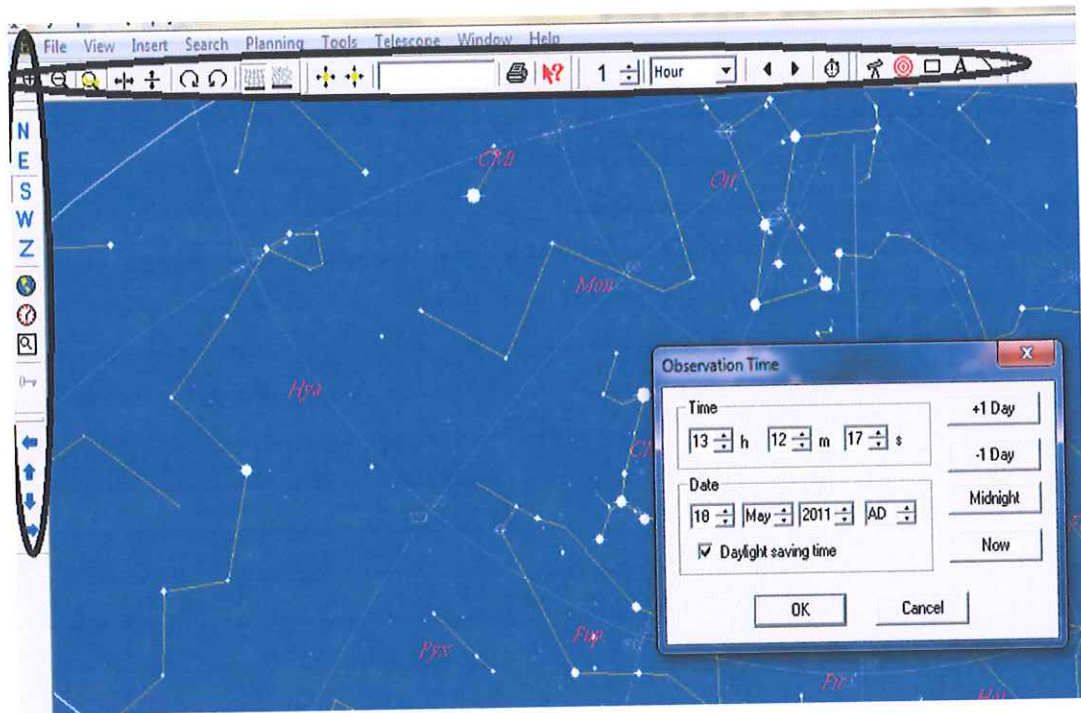 File View Insert Search Planning Tools Telescope Window Help
1 Hour
A
N
E
S
W
Z
CMi
Ori
Mon
Hya
Pup
Pyx
Observation Time
X
Time
13 h 12 m 17 s
Date
18 May 2011 AD
Daylight saving time
+1 Day
-1 Day
Midnight
Now
OK Cancel